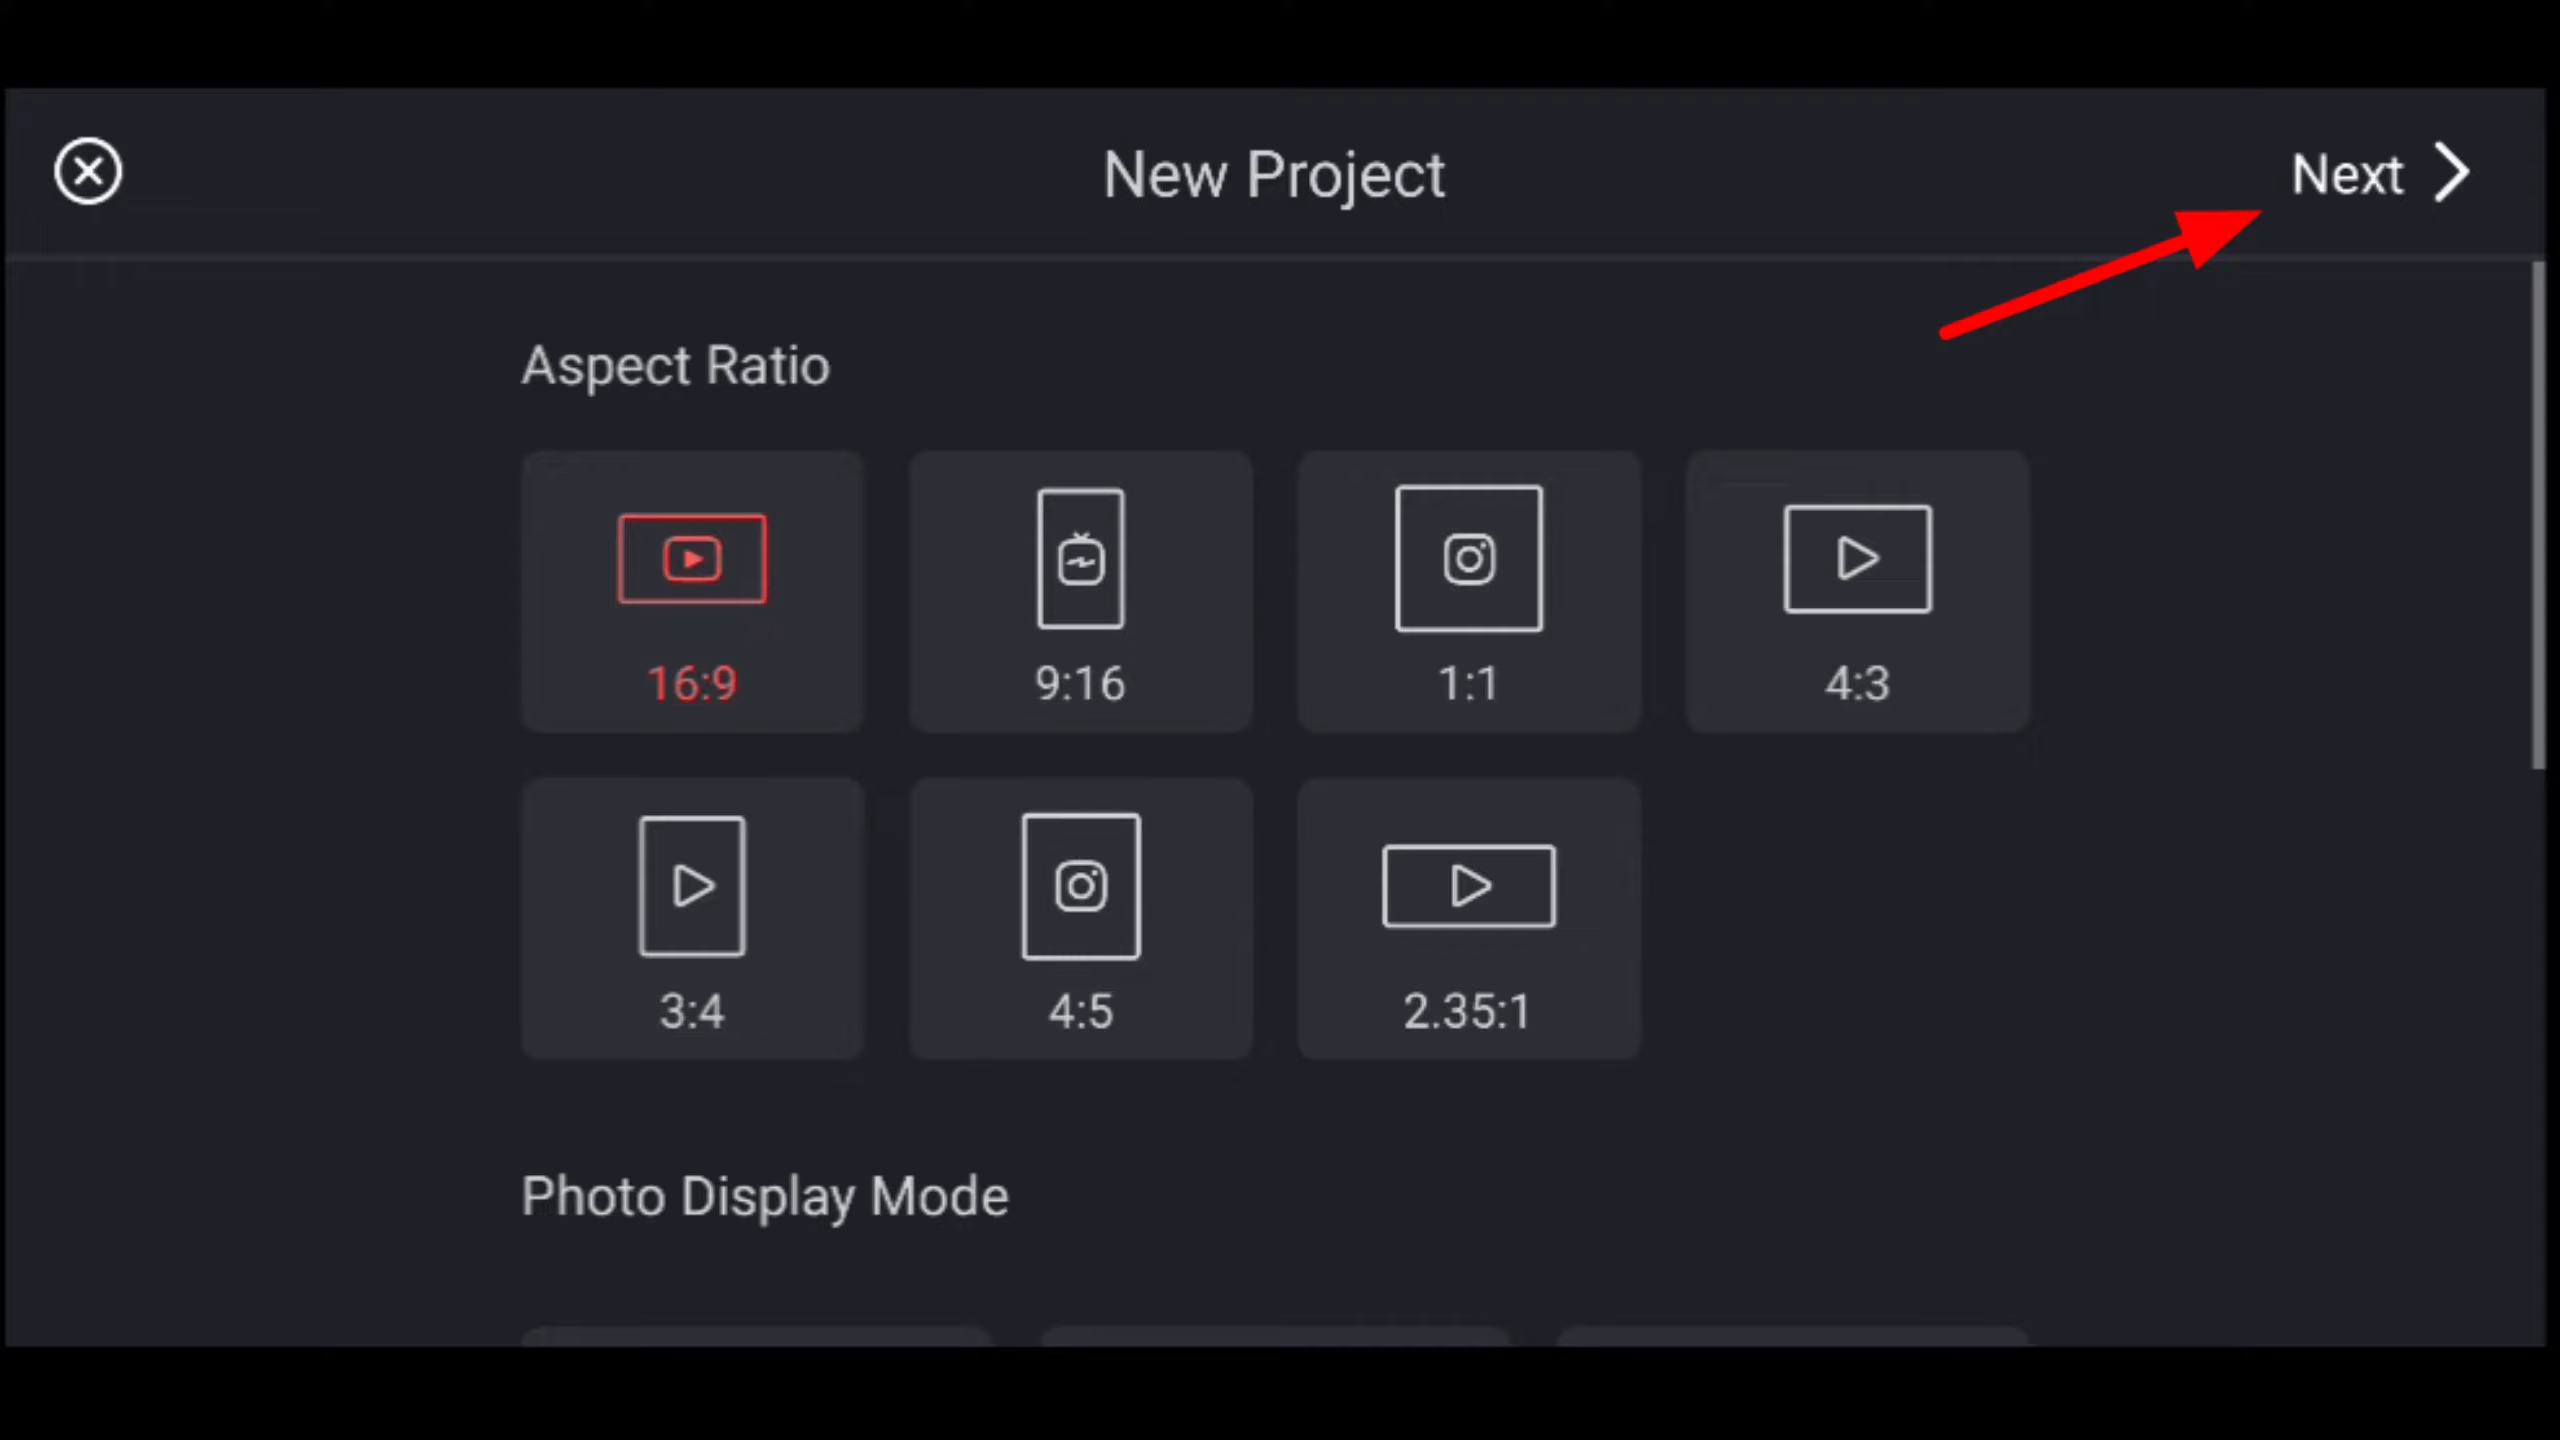 New Project
Next
Aspect Ratio
16:9
9:16
1:1
4:3
3:4
4:5
2.35:1
Photo Display Mode